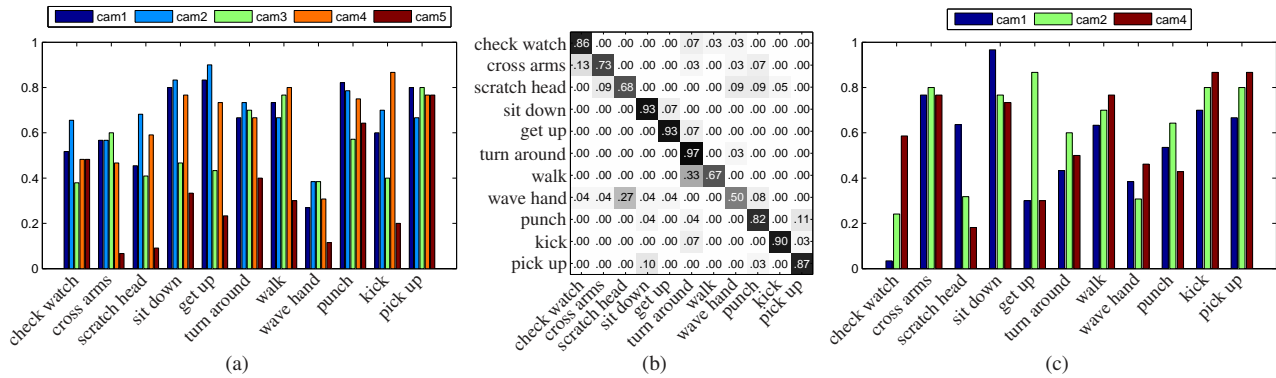 cam1 cam2 cam3 cam4 cam5
1
0.8
0.6
0.4
0.2
0
check watch
cross arms
scratch head
sit down
get up
turn around
walk
wave hand
punch
kick
pick up
(a)
check watch .86 .00 .00 .00 .00 .07 .03 .03 .00 .00 .00
cross arms .13 .73 .00 .00 .00 .03 .00 .03 .07 .00 .00
scratch head .00 .09 .68 .00 .00 .00 .00 .09 .09 .05 .00
sit down .00 .00 .00 .93 .07 .00 .00 .00 .00 .00 .00
get up .00 .00 .00 .00 .93 .07 .00 .00 .00 .00 .00
turn around .00 .00 .00 .00 .00 .97 .00 .03 .00 .00 .00
walk .00 .00 .00 .00 .00 .33 .67 .00 .00 .00 .00
wave hand .04 .04 .27 .04 .04 .00 .00 .50 .08 .00 .00
punch .00 .00 .00 .04 .00 .04 .00 .00 .82 .00 .11
kick .00 .00 .00 .00 .00 .07 .00 .00 .00 .90 .03
pick up .00 .00 .00 .10 .00 .00 .00 .00 .03 .00 .87
check watch
cross arms
scratch head
sit down
get up
turn around
walk
wave hand
punch
kick
pick up
(b)
cam1 cam2 cam4
1
0.8
0.6
0.4
0.2
0
check watch
cross arms
scratch head
sit down
get up
turn around
walk
wave hand
punch
kick
pick up
(c)